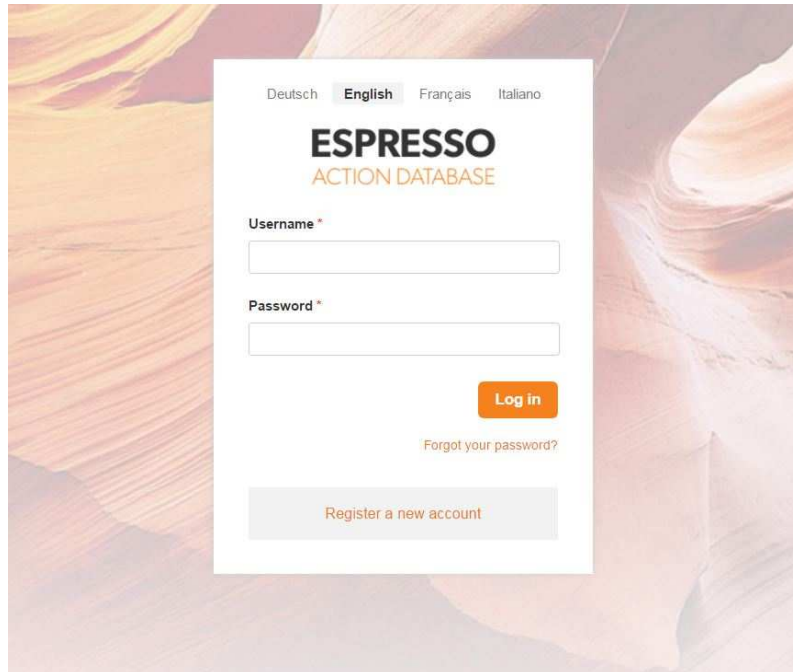 Deutsch English Français Italiano
ESPRESSO
ACTION DATABASE
Username *
Password *
Log in
Forgot your password?
Register a new account